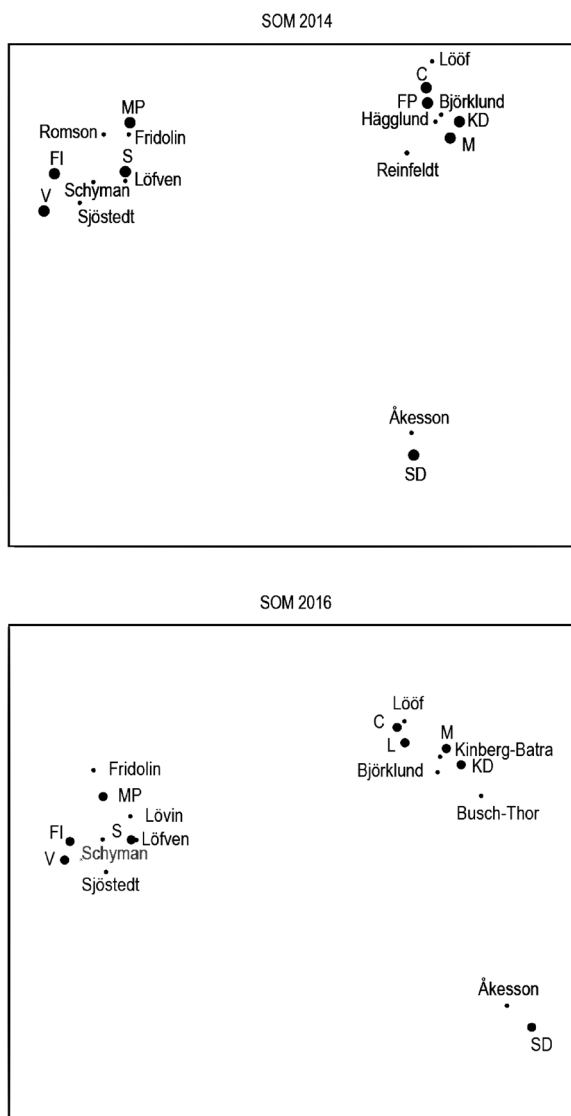 SOM 2014
Lööf
C
MP
FP Björklund
Romson Fridolin
Hägglund KD
FI S
M
Reinfeldt
V Schyman Löfven
Sjöstedt
Åkesson
SD
SOM 2016
Lööf
C
L M
Kinberg-Batra
Fridolin
Björklund KD
MP
Busch-Thor
Lövin
FI S
Löfven
V Schyman
Sjöstedt
Åkesson
SD